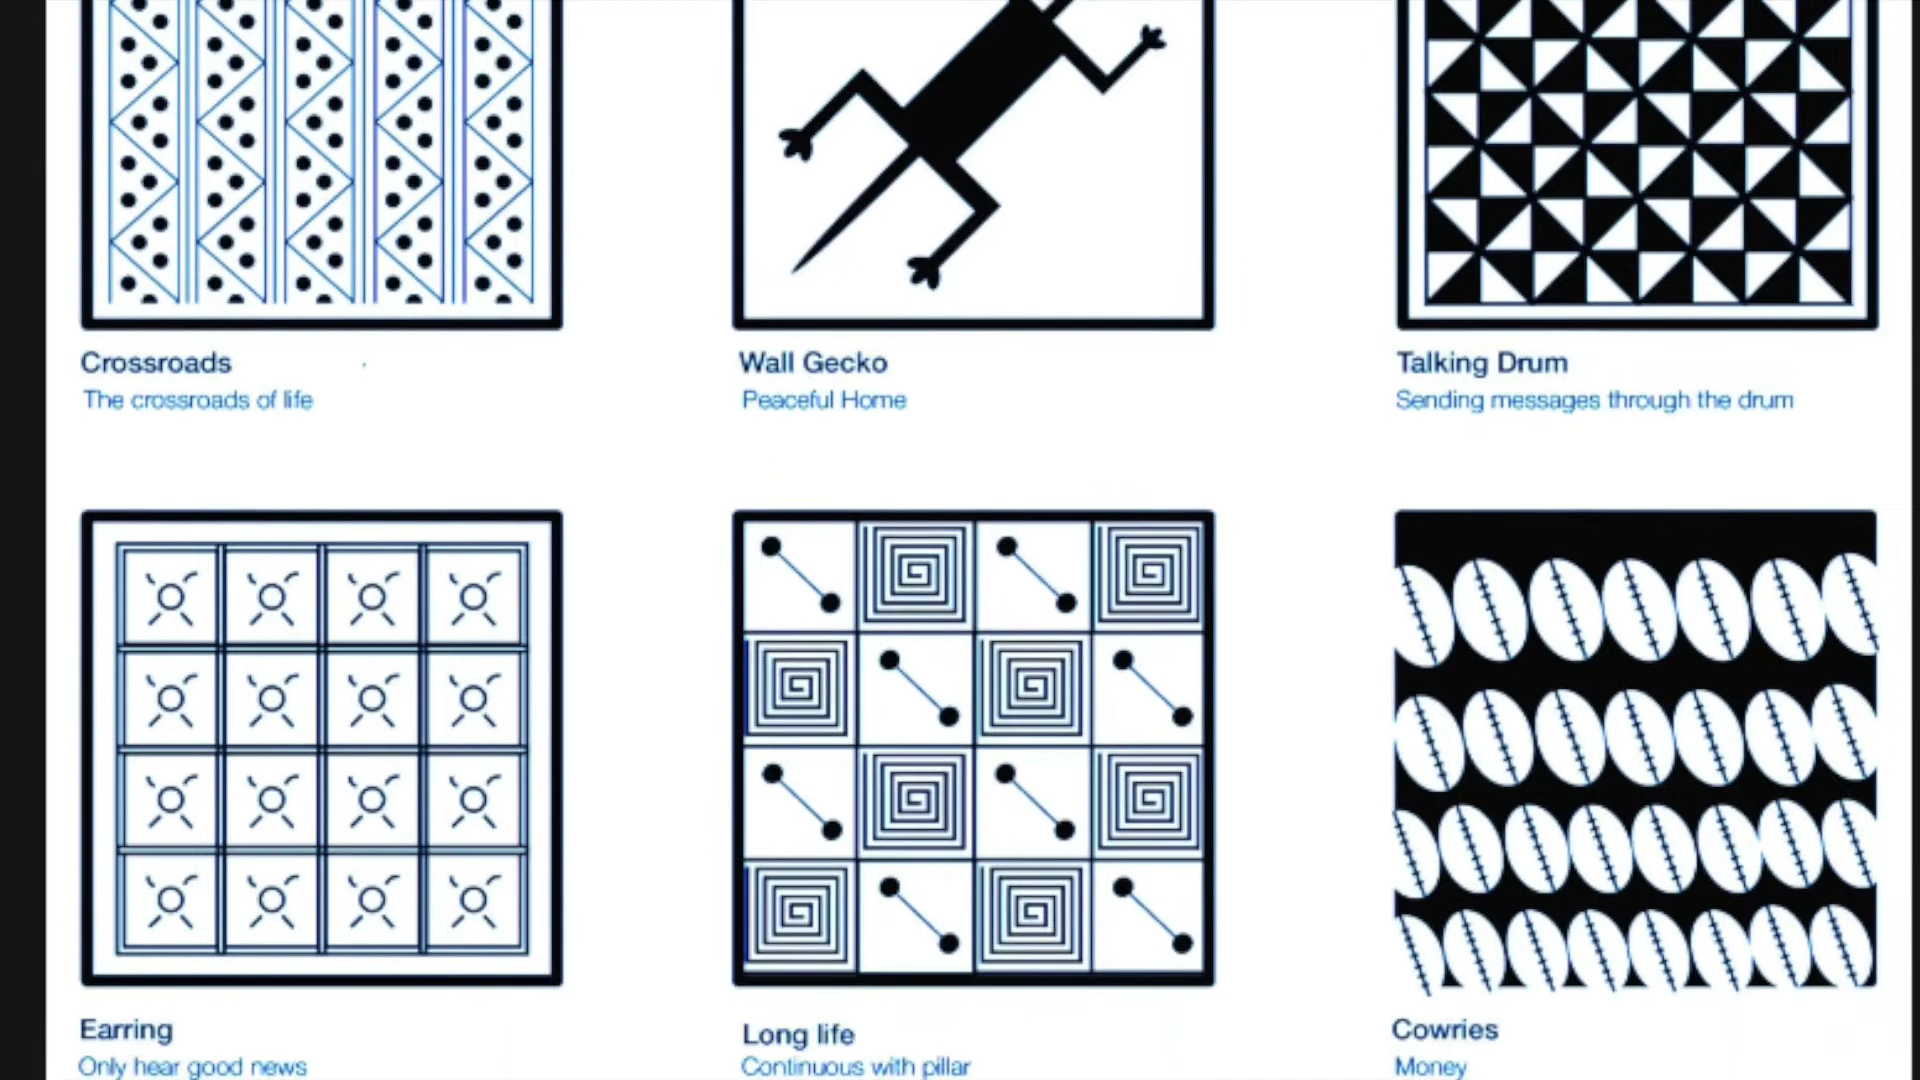 Crossroads
The crossroads of life
Wall Gecko
Peaceful Home
Talking Drum
Sending messages through the drum
Earring
Only hear good news
Long life
Continuous with pillar
Cowries
Money